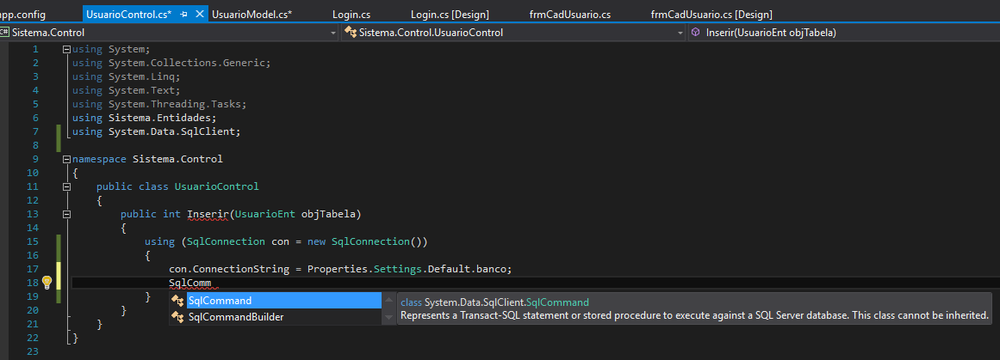 app.config UsuarioControl.cs* UsuarioModel.cs* Login.cs Login.cs [Design] frmCadUsuario.cs frmCadUsuario.cs [Design]
C# Sistema.Control Sistema.Control.UsuarioControl Inserir(UsuarioEnt objTabela)
1 using System;
2 using System.Collections.Generic;
3 using System.Linq;
4 using System.Text;
5 using System.Threading.Tasks;
6 using Sistema.Entidades;
7 using System.Data.SqlClient;
8
9 namespace Sistema.Control
10 {
11 public class UsuarioControl
12 {
13 public int Inserir(UsuarioEnt objTabela)
14 {
15 using (SqlConnection con = new SqlConnection())
16 {
17 con.ConnectionString = Properties.Settings.Default.banco;
18 SqlComm
19 }
SqlCommand class System.Data.SqlClient.SqlCommand
SqlCommandBuilder Represents a Transact-SQL statement or stored procedure to execute against a SQL Server database. This class cannot be inherited.
20 }
21 }
22 }
23